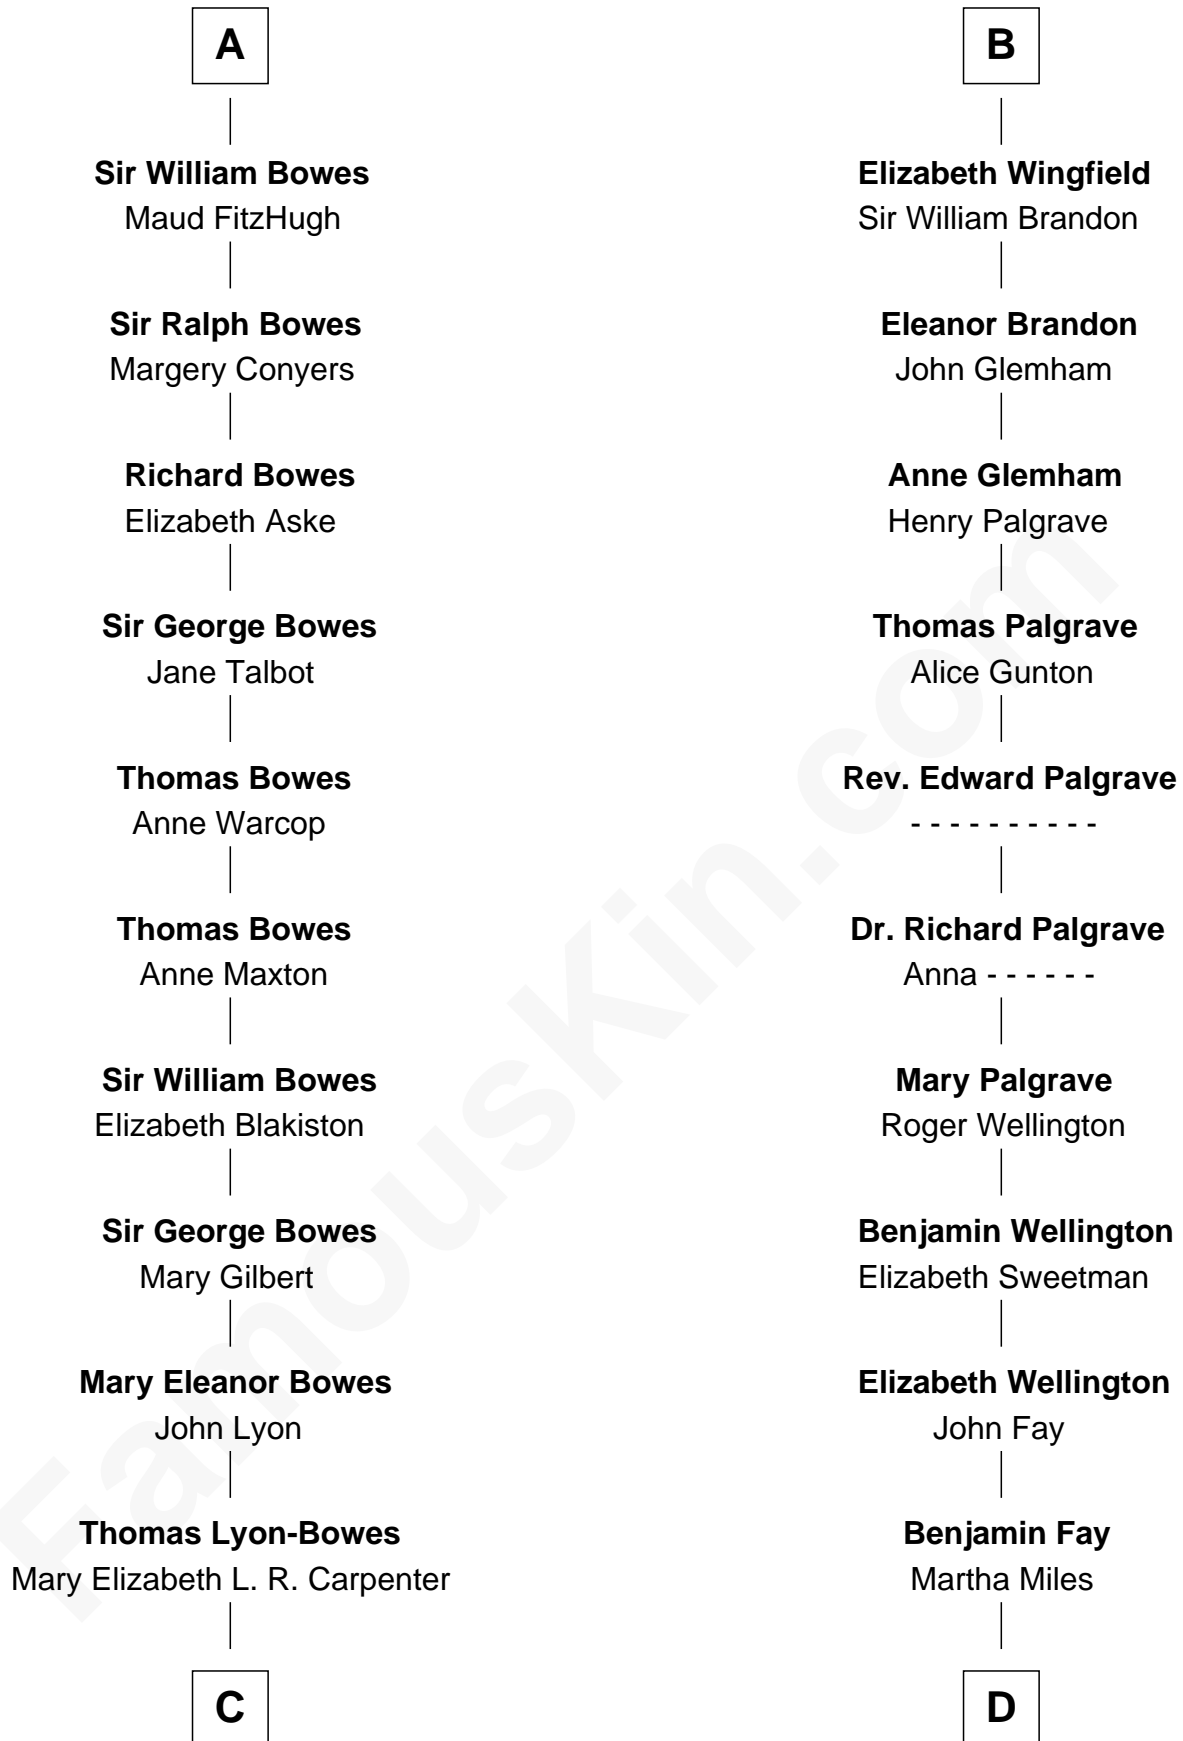 A
Sir William Bowes
Maud FitzHugh
Sir Ralph Bowes
Margery Conyers
Richard Bowes
Elizabeth Aske
Sir George Bowes
Jane Talbot
Thomas Bowes
Anne Warcop
Thomas Bowes
Anne Maxton
Sir William Bowes
Elizabeth Blakiston
Sir George Bowes
Mary Gilbert
Mary Eleanor Bowes
John Lyon
Thomas Lyon-Bowes
Mary Elizabeth L. R. Carpenter
C
B
Elizabeth Wingfield
Sir William Brandon
Eleanor Brandon
John Glemham
Anne Glemham
Henry Palgrave
Thomas Palgrave
Alice Gunton
Rev. Edward Palgrave
- - - - - - - - - -
Dr. Richard Palgrave
Anna - - - - - -
Mary Palgrave
Roger Wellington
Benjamin Wellington
Elizabeth Sweetman
Elizabeth Wellington
John Fay
Benjamin Fay
Martha Miles
D
FamousKin.com